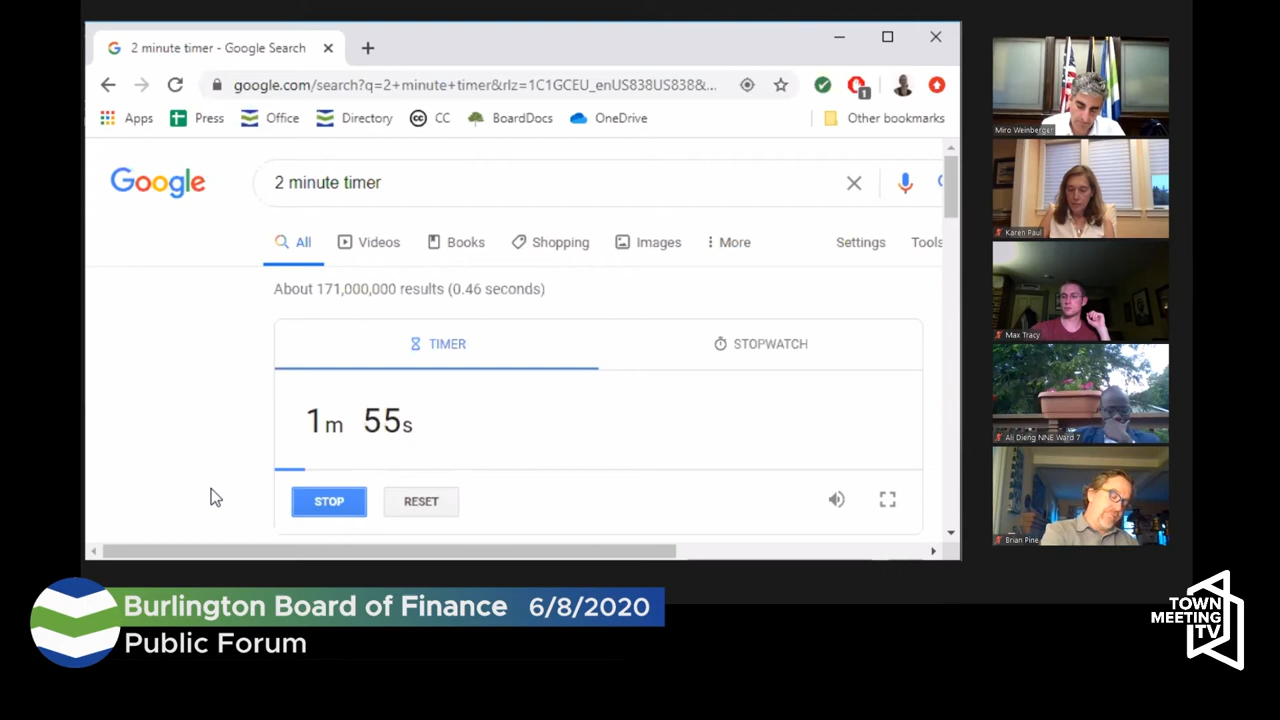 2 minute timer - Google Search
google.com/search?q=2+minute+timer&rlz=1C1GCEU_enUS838US838&...
1
Apps Press Office Directory CC BoardDocs OneDrive Other bookmarks
Google
2 minute timer
All Videos Books Shopping Images More Settings Tools
About 171,000,000 results (0.46 seconds)
TIMER STOPWATCH
1m 55s
STOP RESET
Miro Weinberger
Karen Paul
Max Tracy
Ali Dieng NNE Ward 7
Brian Pine
Burlington Board of Finance 6/8/2020
Public Forum
TOWN
MEETING
TV